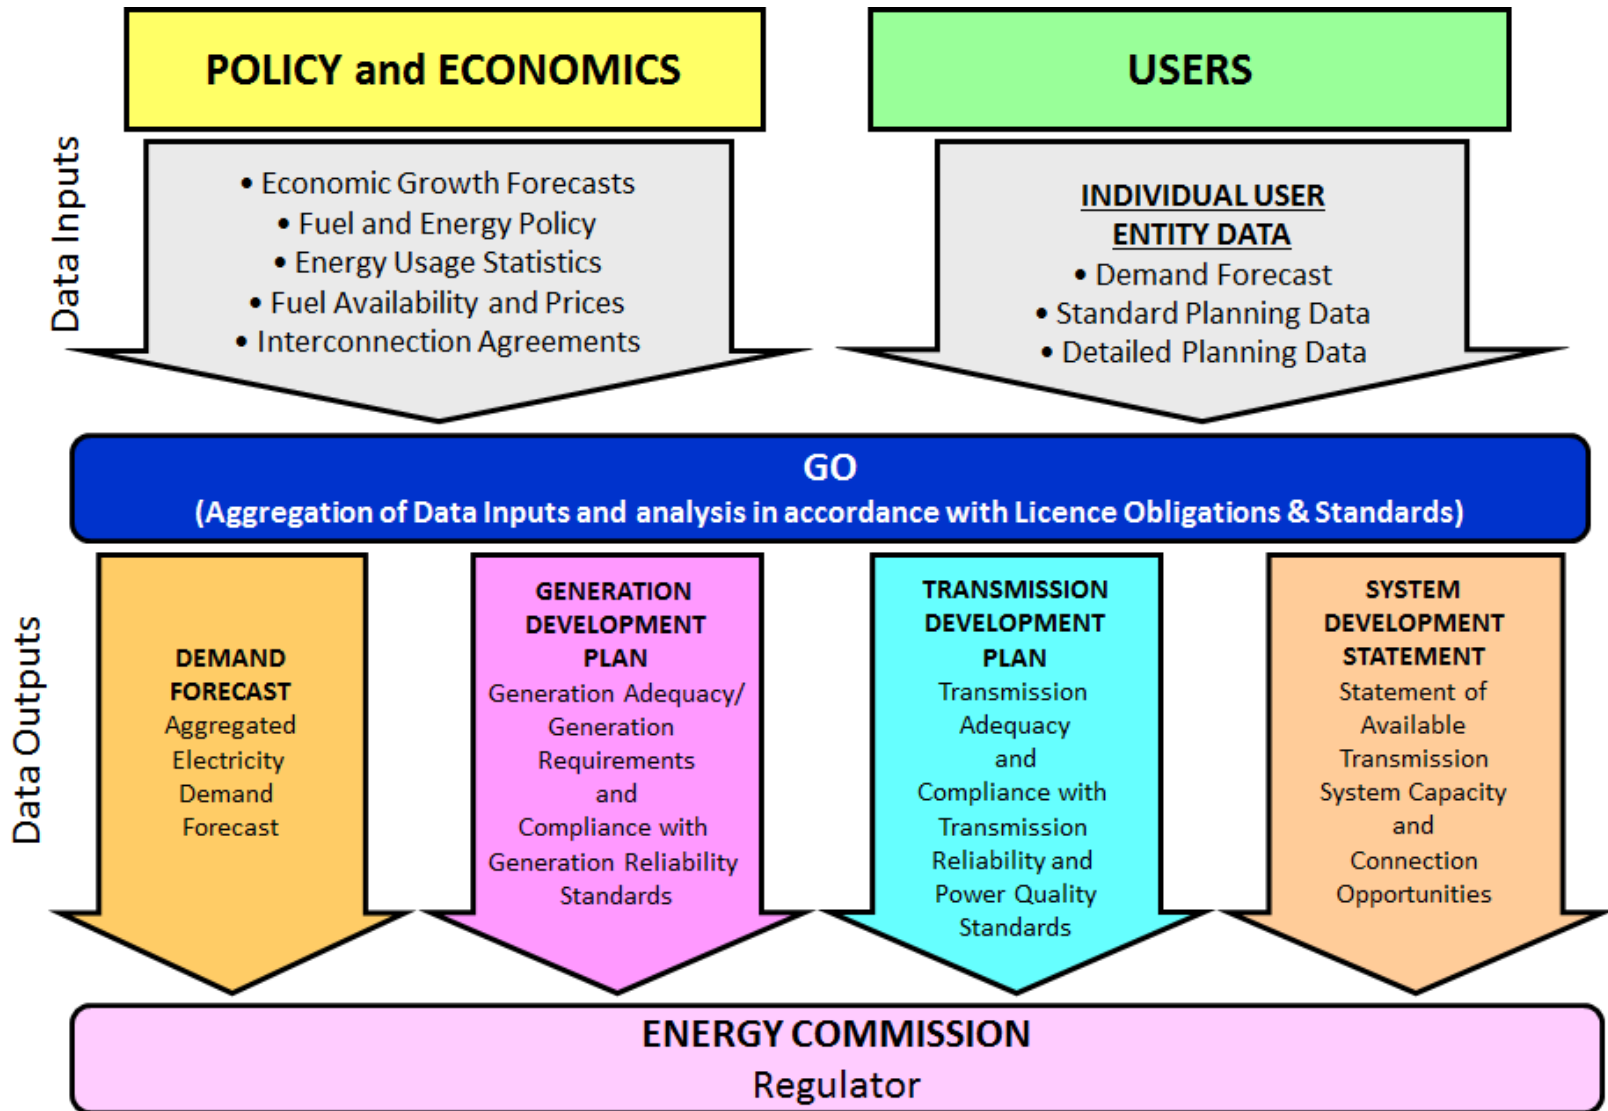 POLICY and ECONOMICS
USERS
Data Inputs
• Economic Growth Forecasts
• Fuel and Energy Policy
• Energy Usage Statistics
• Fuel Availability and Prices
• Interconnection Agreements
INDIVIDUAL USER
ENTITY DATA
• Demand Forecast
• Standard Planning Data
• Detailed Planning Data
GO
(Aggregation of Data Inputs and analysis in accordance with Licence Obligations & Standards)
Data Outputs
DEMAND
FORECAST
Aggregated
Electricity
Demand
Forecast
GENERATION
DEVELOPMENT
PLAN
Generation Adequacy/
Generation
Requirements
and
Compliance with
Generation Reliability
Standards
TRANSMISSION
DEVELOPMENT
PLAN
Transmission
Adequacy
and
Compliance with
Transmission
Reliability and
Power Quality
Standards
SYSTEM
DEVELOPMENT
STATEMENT
Statement of
Available
Transmission
System Capacity
and
Connection
Opportunities
ENERGY COMMISSION
Regulator